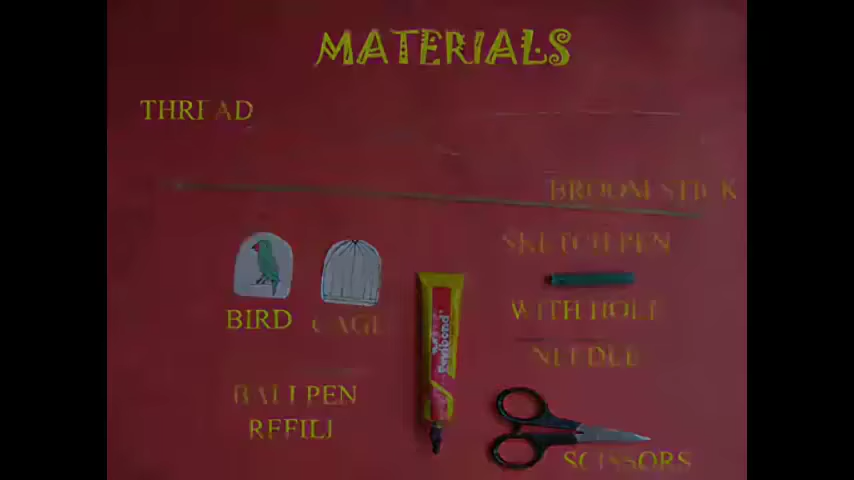 MATERIALS
THREAD
BROOM STICK
SKETCH PEN
WITH HOLE
BIRD CAGE
NEEDLE
BALL PEN
REFILL
SCISSORS